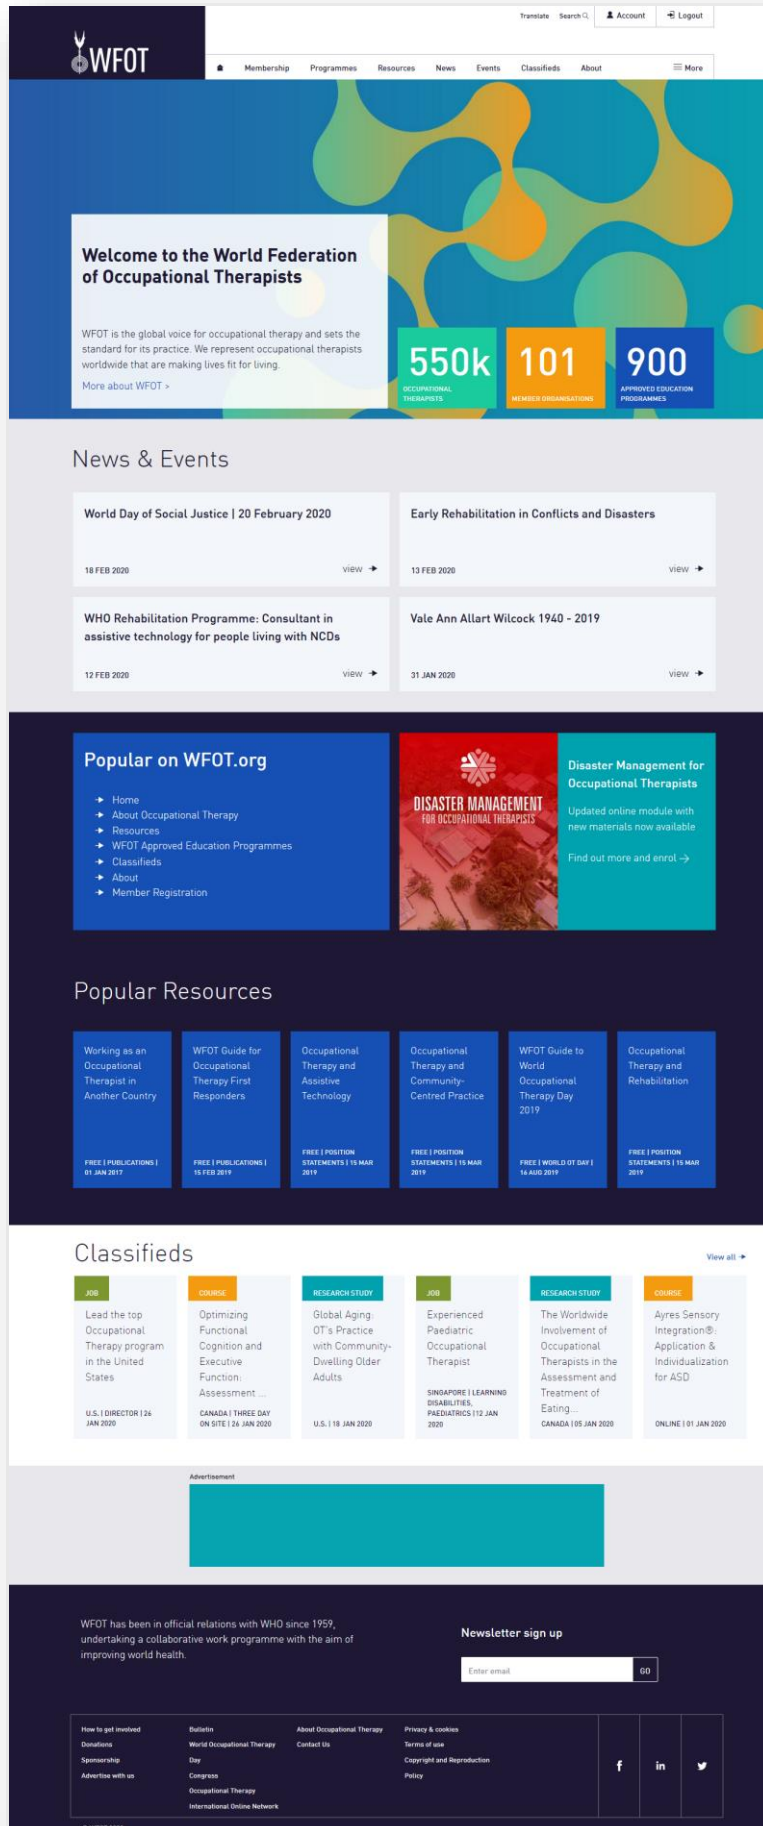 Translate Search Account Logout
WFOT
Membership Programmes Resources News Events Classifieds About More
Welcome to the World Federation
of Occupational Therapists
WFOT is the global voice for occupational therapy and sets the
standard for its practice. We represent occupational therapists
worldwide that are making lives fit for living.
More about WFOT >
550k
OCCUPATIONAL
THERAPISTS
101
MEMBER ORGANISATIONS
900
APPROVED EDUCATION
PROGRAMMES
News & Events
World Day of Social Justice | 20 February 2020
18 FEB 2020 view
Early Rehabilitation in Conflicts and Disasters
13 FEB 2020 view
WHO Rehabilitation Programme: Consultant in
assistive technology for people living with NCDs
12 FEB 2020 view
Vale Ann Allart Wilcock 1940 - 2019
31 JAN 2020 view
Popular on WFOT.org
Home
About Occupational Therapy
Resources
WFOT Approved Education Programmes
Classifieds
About
Member Registration
DISASTER MANAGEMENT
FOR OCCUPATIONAL THERAPISTS
Disaster Management for
Occupational Therapists
Updated online module with
new materials now available
Find out more and enrol
Popular Resources
Working as an
Occupational
Therapist in
Another Country
FREE | PUBLICATIONS |
01 JAN 2017
WFOT Guide for
Occupational
Therapy First
Responders
FREE | PUBLICATIONS |
15 FEB 2019
Occupational
Therapy and
Assistive
Technology
FREE | POSITION
STATEMENTS | 15 MAR
2019
Occupational
Therapy and
Community-
Centred Practice
FREE | POSITION
STATEMENTS | 15 MAR
2019
WFOT Guide to
World
Occupational
Therapy Day
2019
FREE | WORLD OT DAY |
16 AUG 2019
Occupational
Therapy and
Rehabilitation
FREE | POSITION
STATEMENTS | 15 MAR
2019
Classifieds
View all
JOB
Lead the top
Occupational
Therapy program
in the United
States
U.S. | DIRECTOR | 26
JAN 2020
COURSE
Optimizing
Functional
Cognition and
Executive
Function:
Assessment ...
CANADA | THREE DAY
ON SITE | 26 JAN 2020
RESEARCH STUDY
Global Aging:
OT's Practice
with Community-
Dwelling Older
Adults
U.S. | 18 JAN 2020
JOB
Experienced
Paediatric
Occupational
Therapist
SINGAPORE | LEARNING
DISABILITIES,
PAEDIATRICS | 12 JAN
2020
RESEARCH STUDY
The Worldwide
Involvement of
Occupational
Therapists in the
Assessment and
Treatment of
Eating...
CANADA | 05 JAN 2020
COURSE
Ayres Sensory
Integration®:
Application &
Individualization
for ASD
ONLINE | 01 JAN 2020
Advertisement
WFOT has been in official relations with WHO since 1959,
undertaking a collaborative work programme with the aim of
improving world health.
Newsletter sign up
Enter email GO
How to get involved
Donations
Sponsorship
Advertise with us
Bulletin
World Occupational Therapy
Day
Congress
Occupational Therapy
International Online Network
About Occupational Therapy
Contact Us
Privacy & cookies
Terms of use
Copyright and Reproduction
Policy